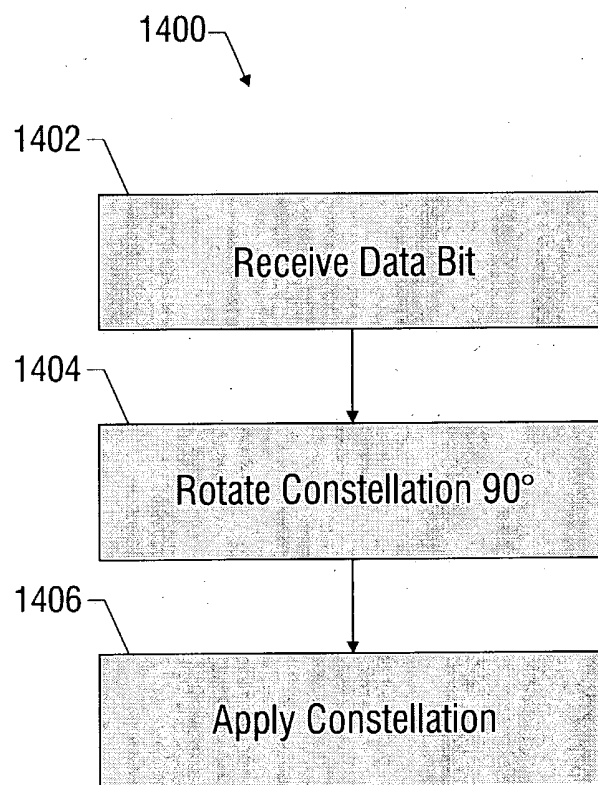 1400
1402
Receive Data Bit
1404
Rotate Constellation 90°
1406
Apply Constellation